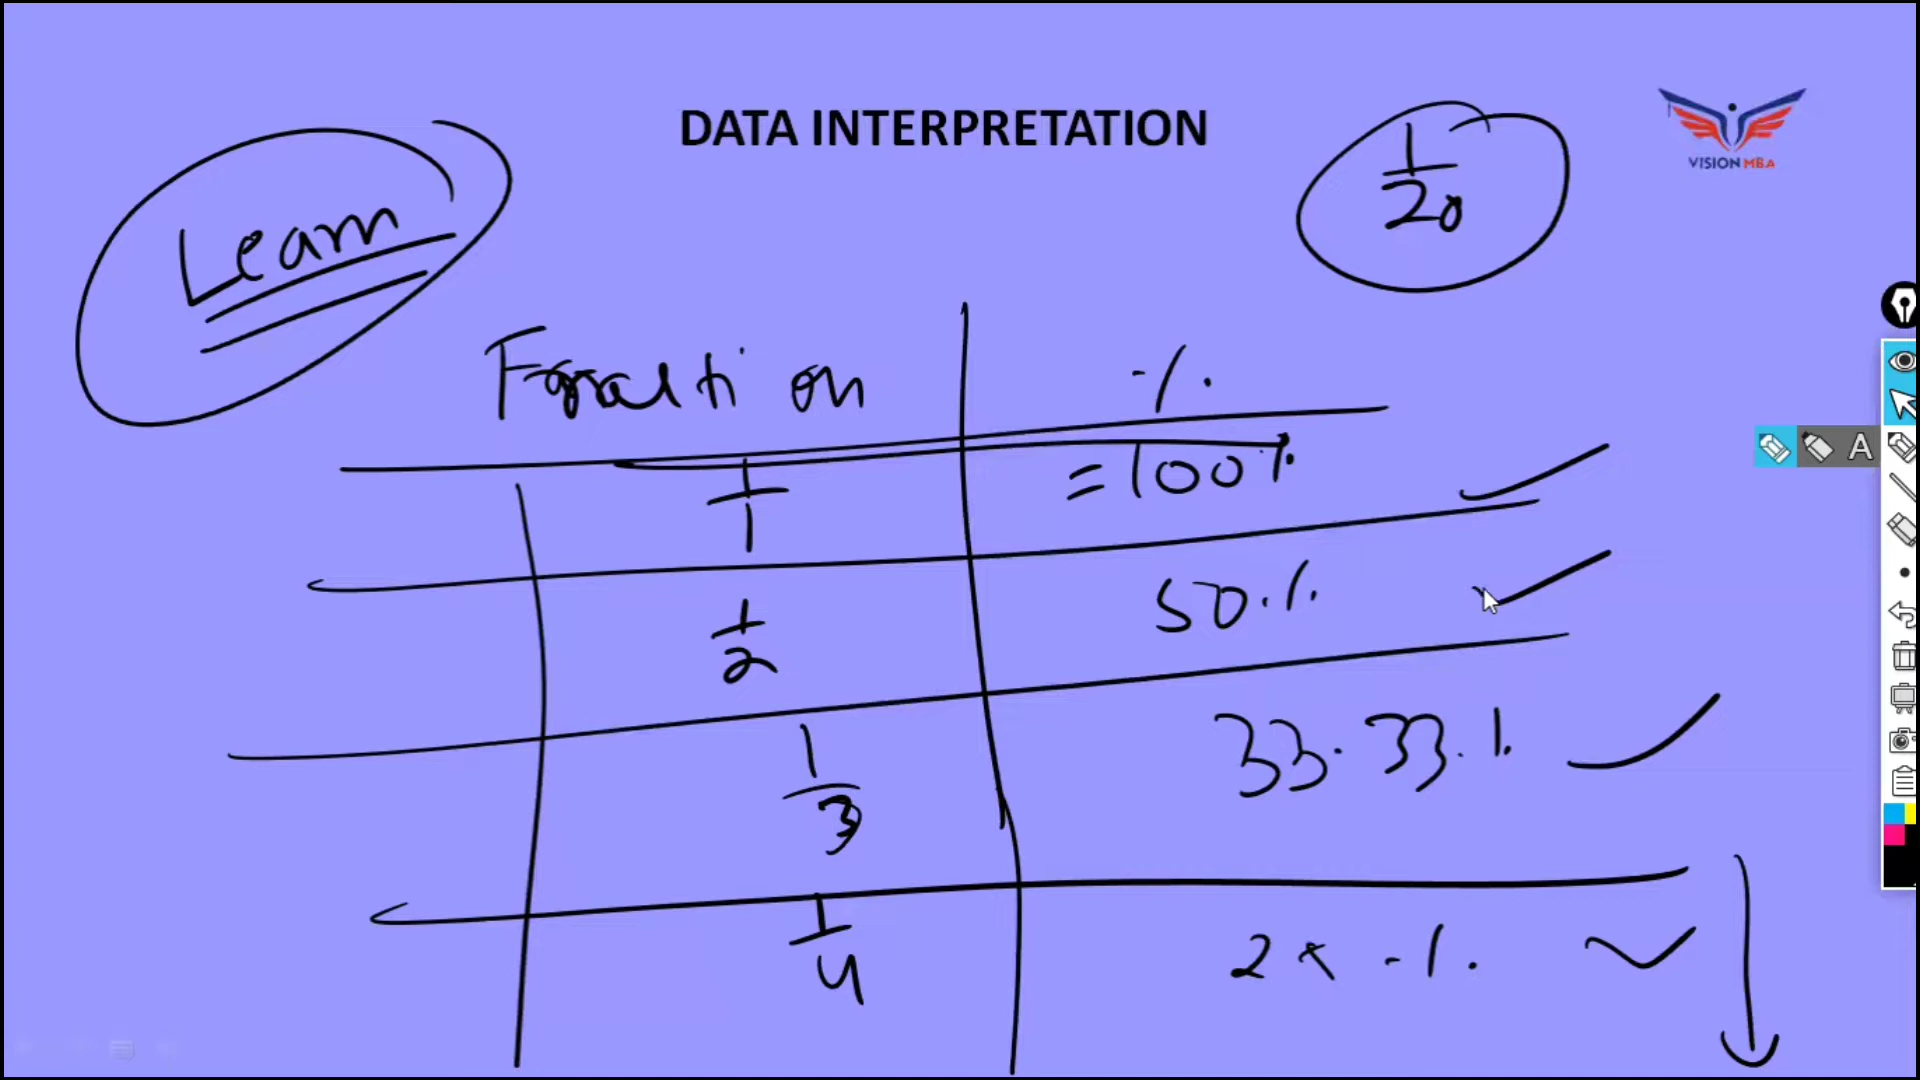 DATA INTERPRETATION
VISION MBA
Learn
1/20
Fraction %
1/1 = 100%
1/2 50%
1/3 33.33%
1/4 25%
A